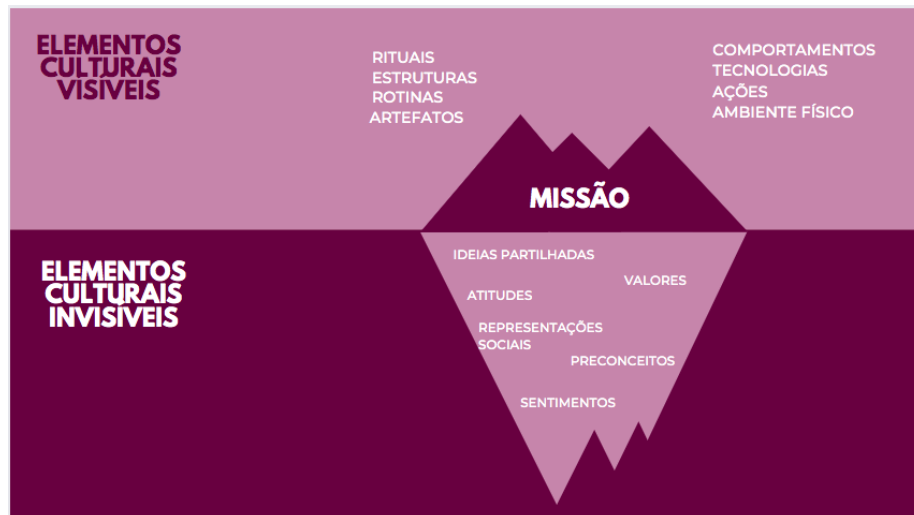 ELEMENTOS
CULTURAIS
VISÍVEIS
RITUAIS
ESTRUTURAS
ROTINAS
ARTEFATOS
COMPORTAMENTOS
TECNOLOGIAS
AÇÕES
AMBIENTE FÍSICO
MISSÃO
ELEMENTOS
CULTURAIS
INVISÍVEIS
IDEIAS PARTILHADAS
VALORES
ATITUDES
REPRESENTAÇÕES
SOCIAIS
PRECONCEITOS
SENTIMENTOS